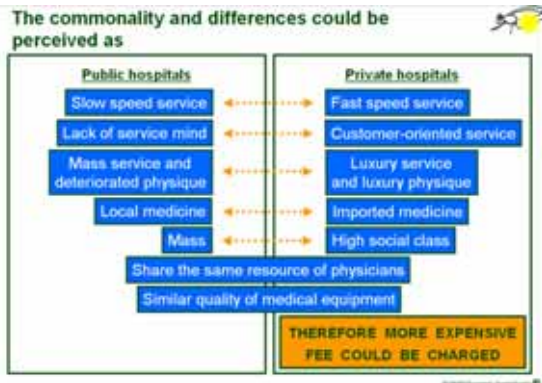 The commonality and differences could be
perceived as
Public hospitals
Private hospitals
Slow speed service
Fast speed service
Lack of service mind
Customer-oriented service
Mass service and
deteriorated physique
Luxury service
and luxury physique
Local medicine
Imported medicine
Mass
High social class
Share the same resource of physicians
Similar quality of medical equipment
THEREFORE MORE EXPENSIVE
FEE COULD BE CHARGED